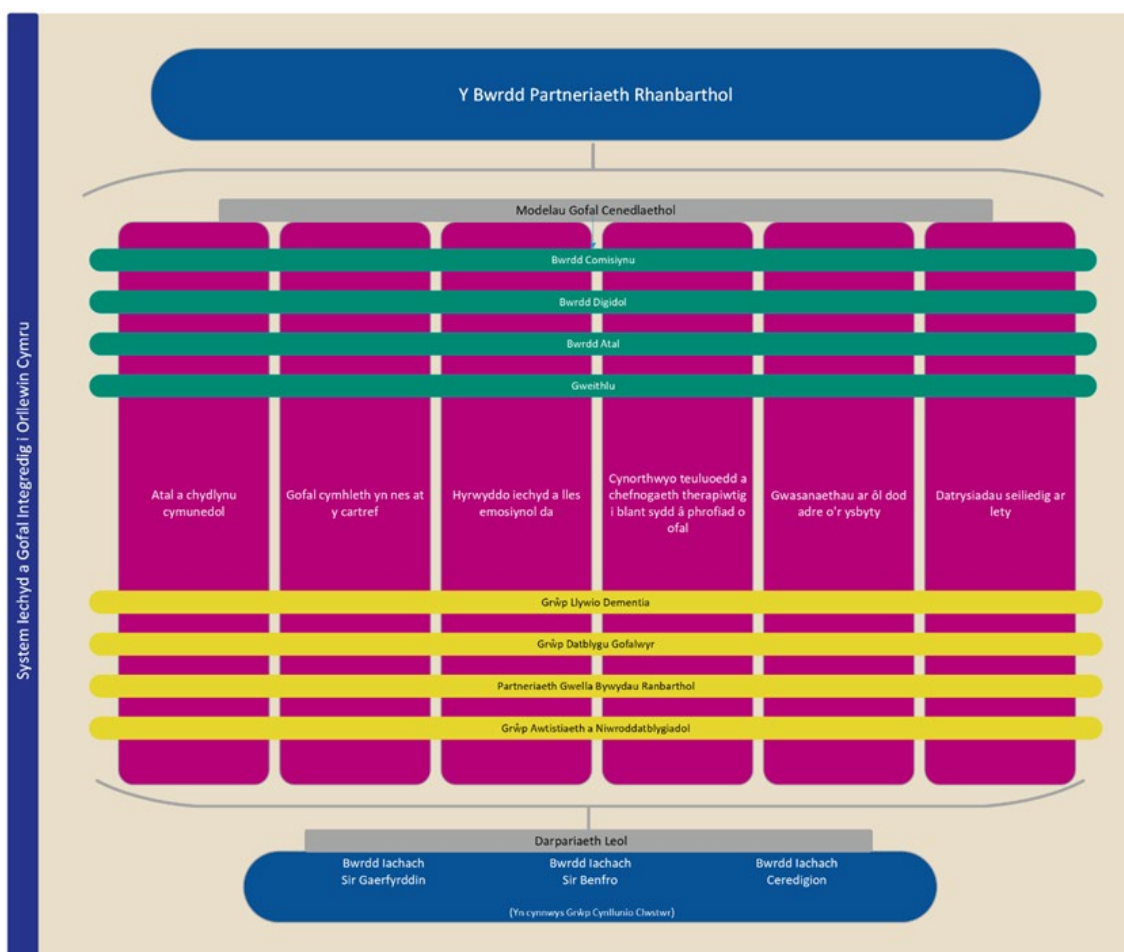 System Iechyd a Gofal Integredig i Orllewin Cymru
Y Bwrdd Partneriaeth Rhanbarthol
Modelau Gofal Cenedlaethol
Bwrdd Comisiynu
Bwrdd Digidol
Bwrdd Atal
Gweithlu
Atal a chydlynu
cymunedol
Gofal cymhleth yn nes at
y cartref
Hyrwyddo iechyd a lles
emosiynol da
Cynorthwyo teuluoedd a
chefnogaeth therapiwtig
i blant sydd â phrofiad o
ofal
Gwasanaethau ar ôl dod
adre o'r ysbyty
Datrysiadau seiliedig ar
lety
Grŵp Llywio Dementia
Grŵp Datblygu Gofalwyr
Partneriaeth Gwella Bywydau Ranbarthol
Grŵp Awtistiaeth a Niwroddatblygiadol
Darpariaeth Leol
Bwrdd Iachach
Sir Gaerfyrddin
Bwrdd Iachach
Sir Benfro
Bwrdd Iachach
Ceredigion
(Yn cynnwys Grŵp Cynllunio Clwstwr)